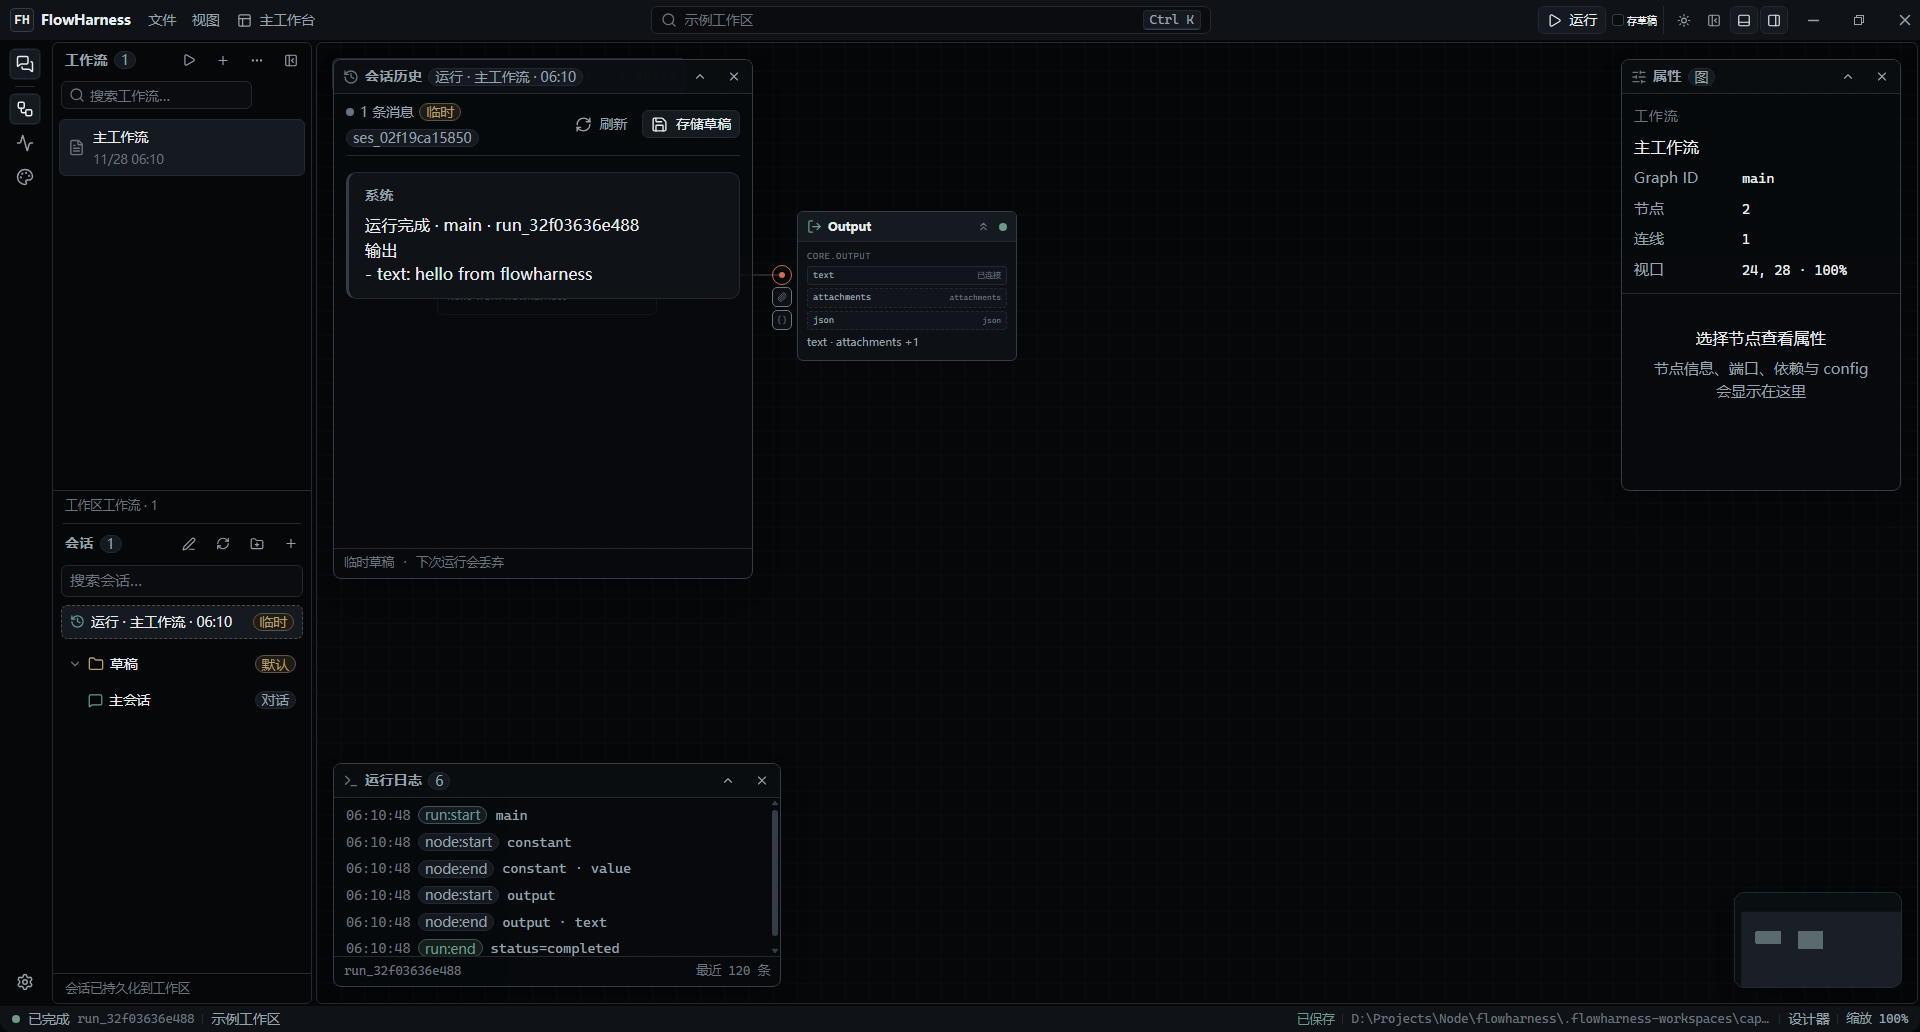 FH FlowHarness 文件 视图 主工作台 示例工作区 Ctrl K 运行 存草稿
工作流 1
搜索工作流...
主工作流
11/28 06:10
工作区工作流 · 1
会话 1
搜索会话...
运行 · 主工作流 · 06:10 临时
草稿 默认
主会话 对话
会话已持久化到工作区
会话历史 运行 · 主工作流 · 06:10
1 条消息 临时
ses_02f19ca15850
刷新 存储草稿
系统
运行完成 · main · run_32f03636e488
输出
- text: hello from flowharness
临时草稿 · 下次运行会丢弃
Output
CORE.OUTPUT
text 已连接
attachments attachments
json json
text · attachments +1
运行日志 6
06:10:48 run:start main
06:10:48 node:start constant
06:10:48 node:end constant · value
06:10:48 node:start output
06:10:48 node:end output · text
06:10:48 run:end status=completed
run_32f03636e488 最近 120 条
属性 图
工作流
主工作流
Graph ID main
节点 2
连线 1
视口 24, 28 · 100%
选择节点查看属性
节点信息、端口、依赖与 config
会显示在这里
已完成 run_32f03636e488 示例工作区 已保存 D:\Projects\Node\flowharness\.flowharness-workspaces\cap… 设计器 缩放 100%